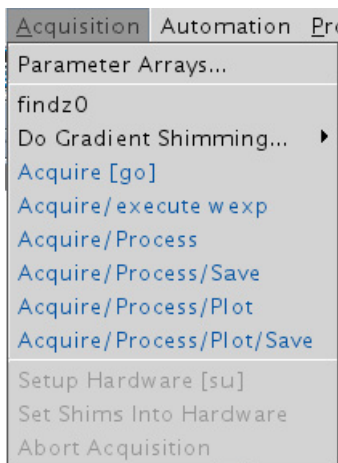 Acquisition Automation Pr
Parameter Arrays...
findz0
Do Gradient Shimming...
Acquire [go]
Acquire/execute wexp
Acquire/Process
Acquire/Process/Save
Acquire/Process/Plot
Acquire/Process/Plot/Save
Setup Hardware [su]
Set Shims Into Hardware
Abort Acquisition